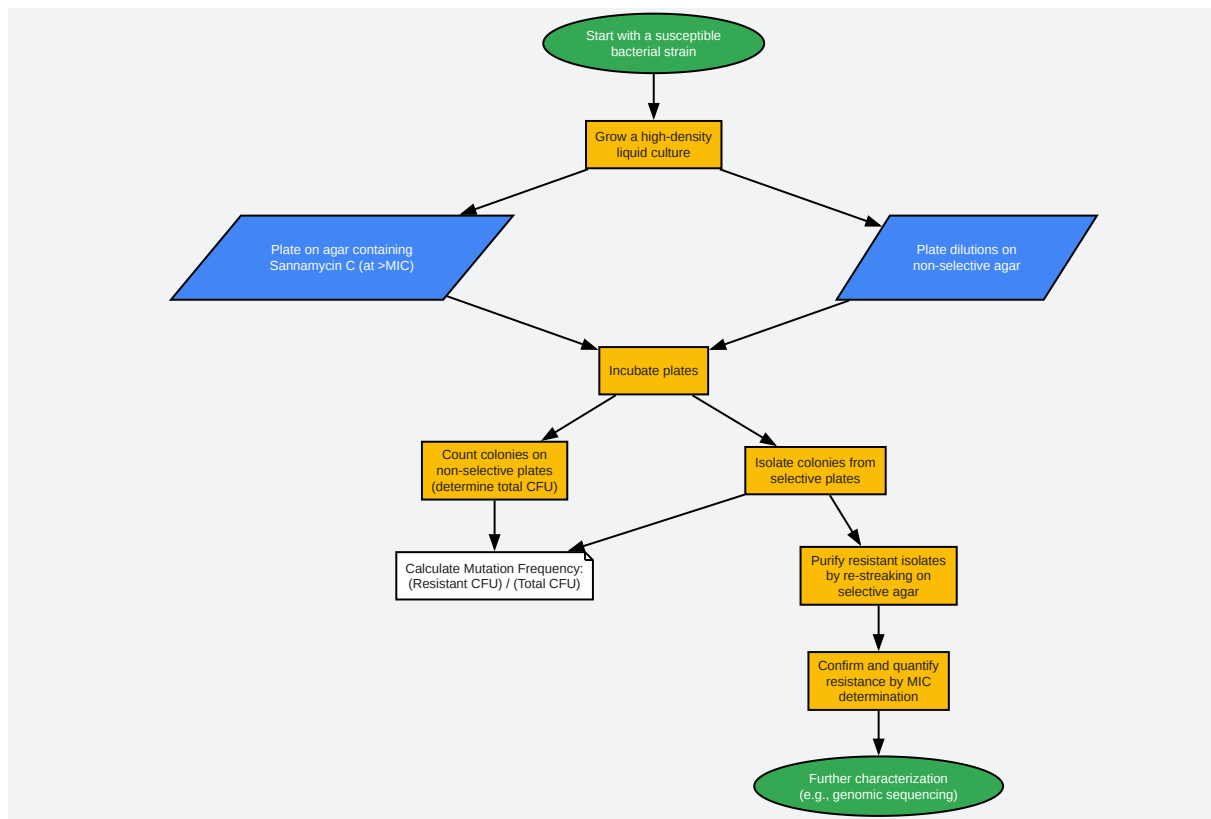 Start with a susceptible
bacterial strain
Grow a high-density
liquid culture
Plate on agar containing
Sannamycin C (at >MIC)
Plate dilutions on
non-selective agar
Incubate plates
Count colonies on
non-selective plates
(determine total CFU)
Isolate colonies from
selective plates
Calculate Mutation Frequency:
(Resistant CFU) / (Total CFU)
Purify resistant isolates
by re-streaking on
selective agar
Confirm and quantify
resistance by MIC
determination
Further characterization
(e.g., genomic sequencing)